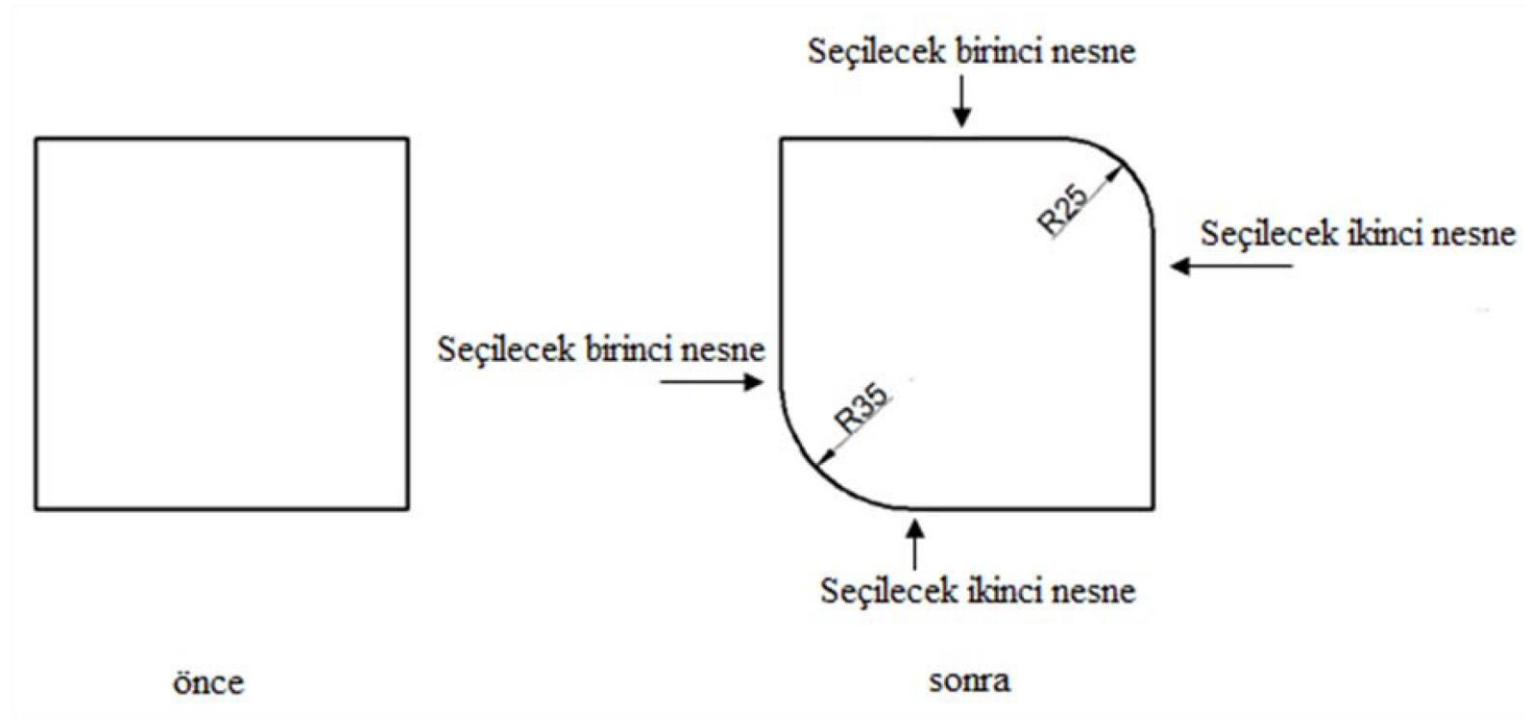 Seçilecek birinci nesne
R25
Seçilecek ikinci nesne
Seçilecek birinci nesne
R35
Seçilecek ikinci nesne
önce
sonra